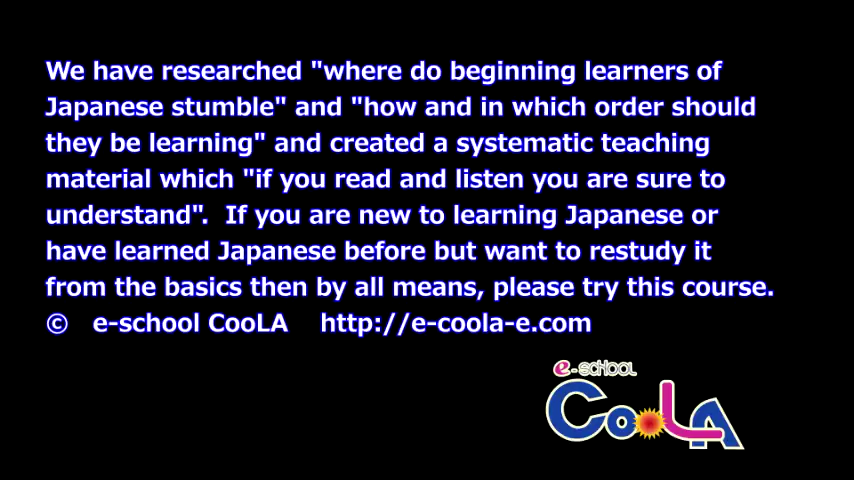 We have researched "where do beginning learners of
Japanese stumble" and "how and in which order should
they be learning" and created a systematic teaching
material which "if you read and listen you are sure to
understand".  If you are new to learning Japanese or
have learned Japanese before but want to restudy it
from the basics then by all means, please try this course.
©  e-school CooLA  http://e-coola-e.com
e-SCHOOL
CooLA